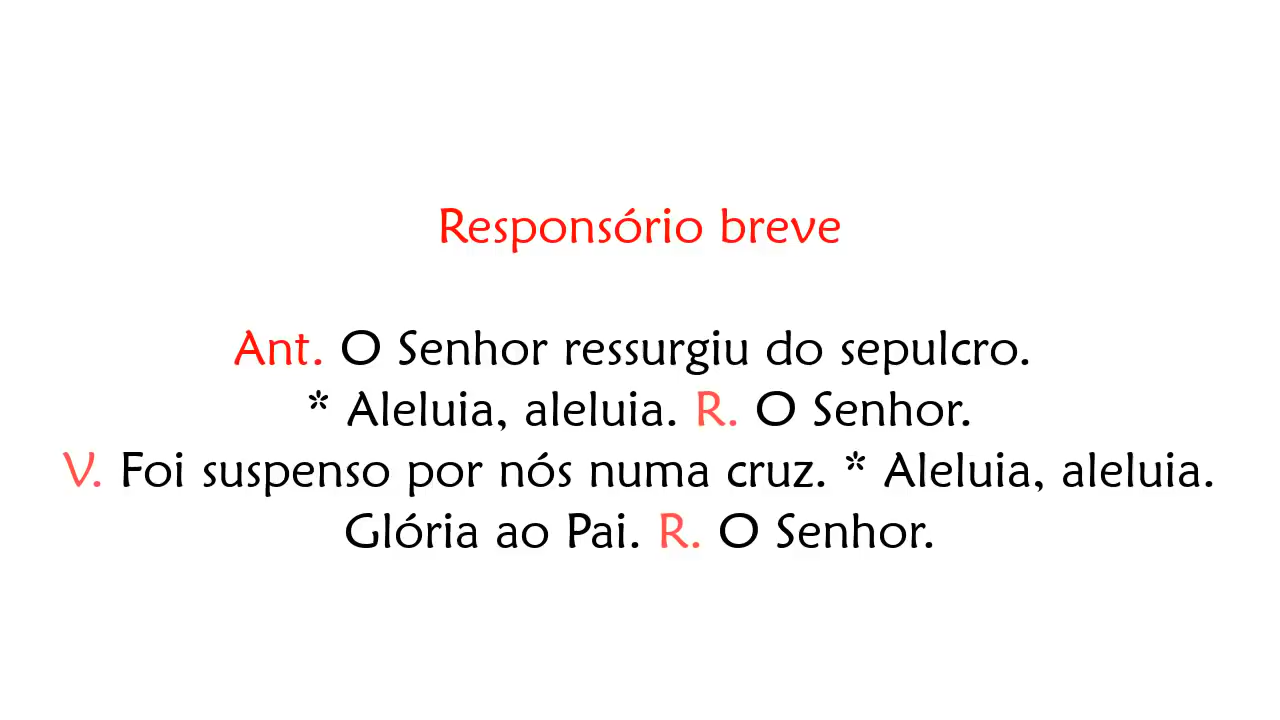 Responsório breve
Ant. O Senhor ressurgiu do sepulcro.
* Aleluia, aleluia. R. O Senhor.
V. Foi suspenso por nós numa cruz. * Aleluia, aleluia.
Glória ao Pai. R. O Senhor.